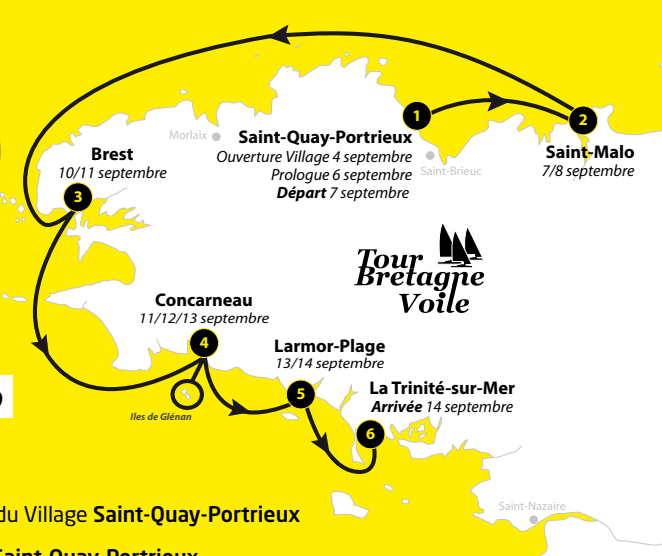 1
2
Morlaix
Saint-Quay-Portrieux
Ouverture Village 4 septembre
Prologue 6 septembre
Départ 7 septembre
Saint-Brieuc
Saint-Malo
7/8 septembre
Brest
10/11 septembre
3
Tour
Bretagne
Voile
Concarneau
11/12/13 septembre
4
Iles de Glénan
Larmor-Plage
13/14 septembre
5
La Trinité-sur-Mer
Arrivée 14 septembre
6
Saint-Nazaire
du Village Saint-Quay-Portrieux
Saint-Quay-Portrieux